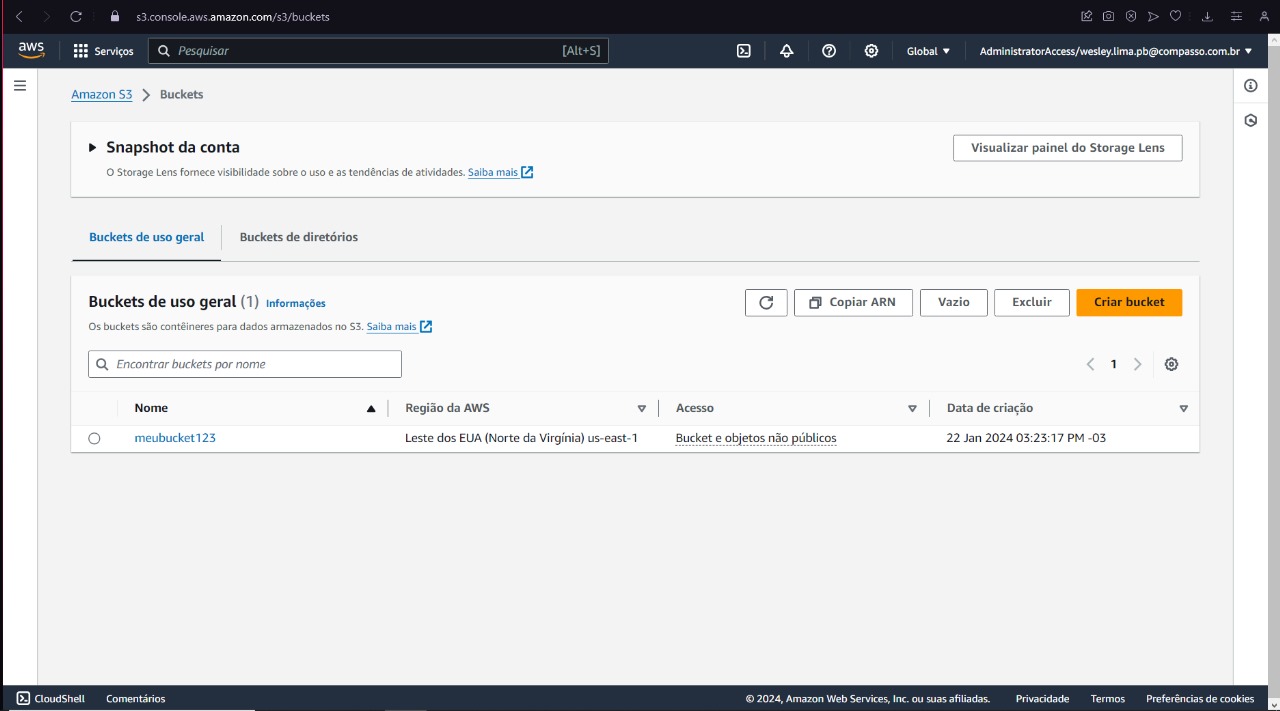 s3.console.aws.amazon.com/s3/buckets
aws Serviços Pesquisar [Alt+S] Global AdministratorAccess/wesley.lima.pb@compasso.com.br
Amazon S3 Buckets
Snapshot da conta Visualizar painel do Storage Lens
O Storage Lens fornece visibilidade sobre o uso e as tendências de atividades. Saiba mais
Buckets de uso geral Buckets de diretórios
Buckets de uso geral (1) Informações Copiar ARN Vazio Excluir Criar bucket
Os buckets são contêineres para dados armazenados no S3. Saiba mais
Encontrar buckets por nome 1
Nome Região da AWS Acesso Data de criação
meubucket123 Leste dos EUA (Norte da Virgínia) us-east-1 Bucket e objetos não públicos 22 Jan 2024 03:23:17 PM -03
CloudShell Comentários © 2024, Amazon Web Services, Inc. ou suas afiliadas. Privacidade Termos Preferências de cookies